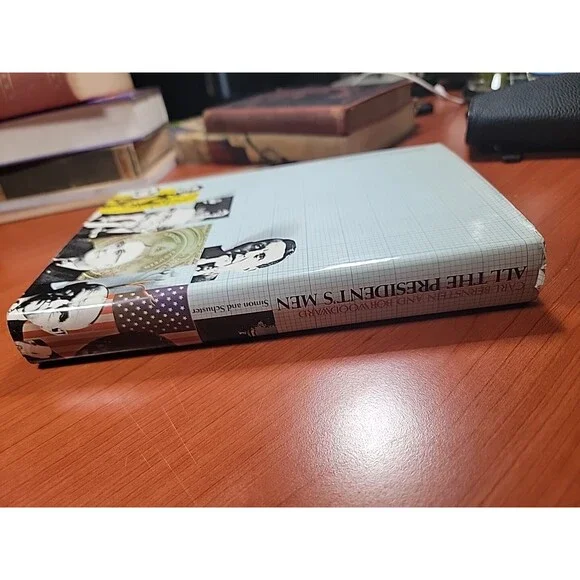 CARL BERNSTEIN AND BOB WOODWARD
ALL THE PRESIDENT'S MEN
Simon and Schuster